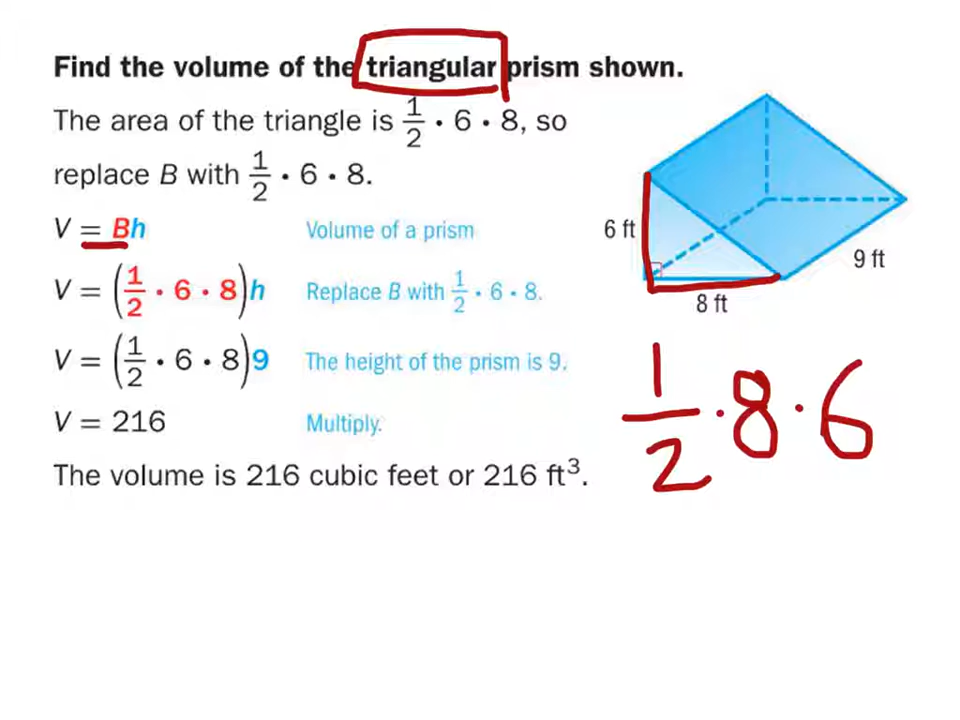 Find the volume of the triangular prism shown.
The area of the triangle is 1/2 • 6 • 8, so
replace B with 1/2 • 6 • 8.
V = Bh Volume of a prism
V = (1/2 • 6 • 8)h Replace B with 1/2 • 6 • 8.
V = (1/2 • 6 • 8)9 The height of the prism is 9.
V = 216 Multiply.
The volume is 216 cubic feet or 216 ft³.
6 ft
8 ft
9 ft
1/2 · 8 · 6